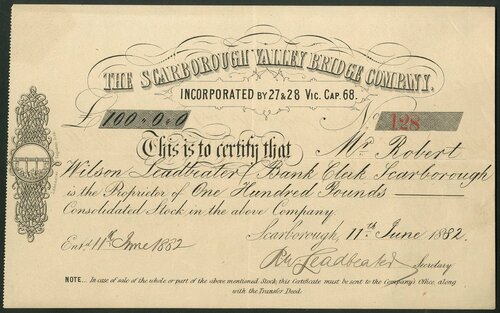 THE SCARBOROUGH VALLEY BRIDGE COMPANY.
INCORPORATED BY 27 & 28 VIC. CAP. 68.
£ 100 " 0 " 0 No 128
This is to certify that Mr Robert
Wilson Leadbeater Bank Clerk Scarborough
is the Proprietor of One Hundred Pounds
Consolidated Stock in the above Company.
Entd. 11th June 1882 Scarborough, 11th June 1882.
RW Leadbeater Secretary
NOTE... In case of sale of the whole or part of the above mentioned Stock, this Certificate must be sent to the Company's Office, along
with the Transfer Deed.